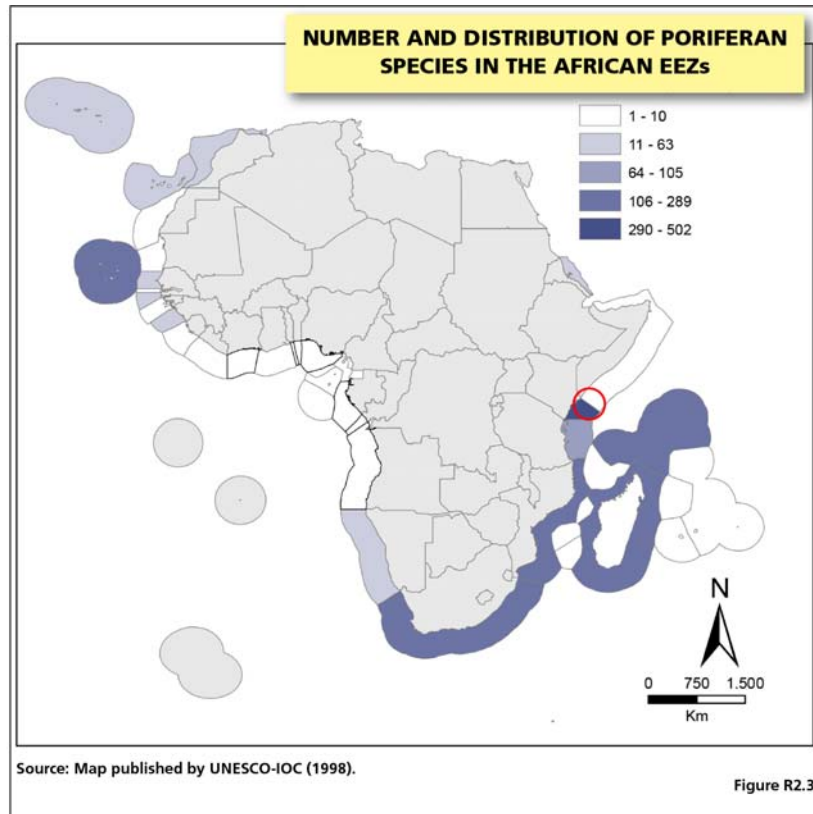 NUMBER AND DISTRIBUTION OF PORIFERAN
SPECIES IN THE AFRICAN EEZs
1 - 10
11 - 63
64 - 105
106 - 289
290 - 502
N
0 750 1.500
Km
Source: Map published by UNESCO-IOC (1998).
Figure R2.3